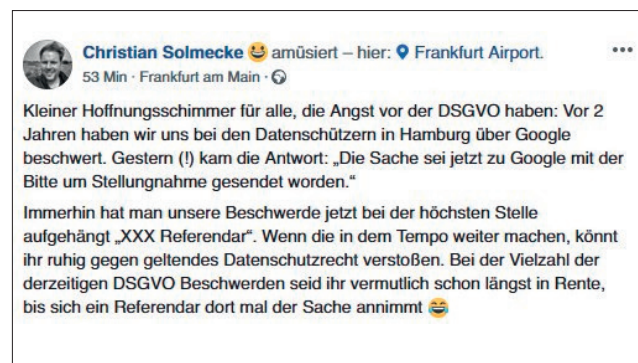 Christian Solmecke 😃 amüsiert – hier: Frankfurt Airport.
53 Min · Frankfurt am Main ·
Kleiner Hoffnungsschimmer für alle, die Angst vor der DSGVO haben: Vor 2
Jahren haben wir uns bei den Datenschützern in Hamburg über Google
beschwert. Gestern (!) kam die Antwort: „Die Sache sei jetzt zu Google mit der
Bitte um Stellungnahme gesendet worden.“
Immerhin hat man unsere Beschwerde jetzt bei der höchsten Stelle
aufgehängt „XXX Referendar“. Wenn die in dem Tempo weiter machen, könnt
ihr ruhig gegen geltendes Datenschutzrecht verstoßen. Bei der Vielzahl der
derzeitigen DSGVO Beschwerden seid ihr vermutlich schon längst in Rente,
bis sich ein Referendar dort mal der Sache annimmt 😂